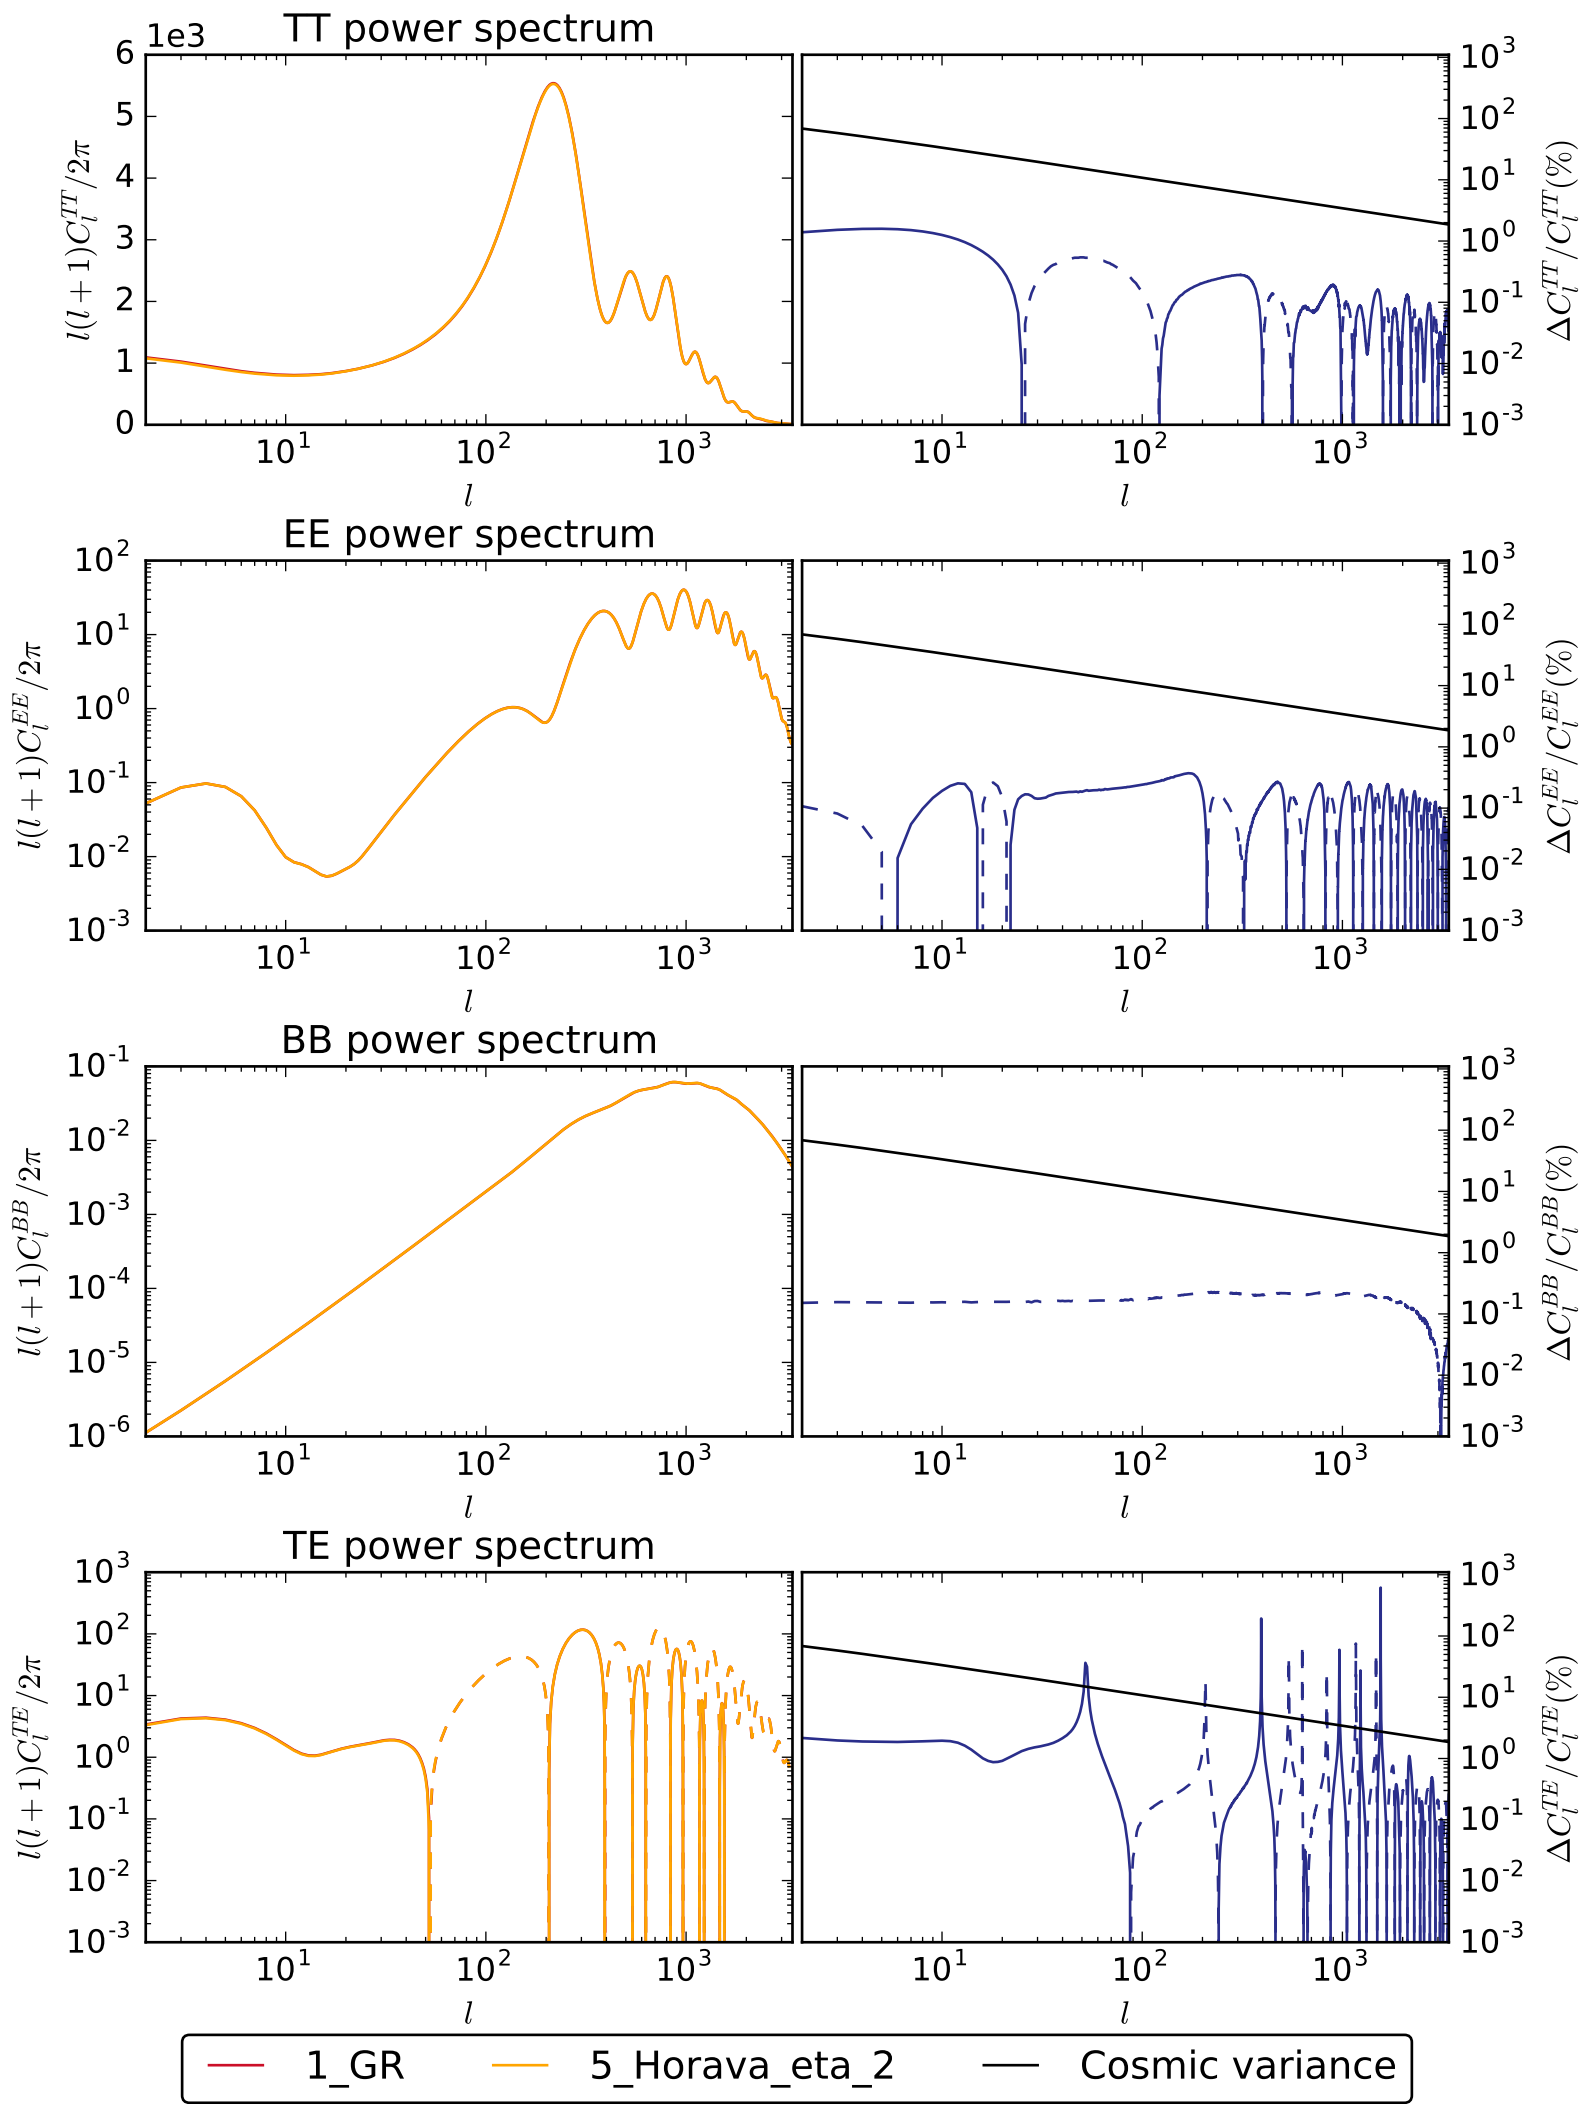 TT power spectrum
1e3
6
5
4
3
2
1
0
l(l + 1)C_l^{TT}/2π
10^1 10^2 10^3
l
10^3
10^2
10^1
10^0
10^-1
10^-2
10^-3
ΔC_l^{TT}/C_l^{TT}(%)
10^1 10^2 10^3
l
EE power spectrum
10^2
10^1
10^0
10^-1
10^-2
10^-3
l(l + 1)C_l^{EE}/2π
10^1 10^2 10^3
l
10^3
10^2
10^1
10^0
10^-1
10^-2
10^-3
ΔC_l^{EE}/C_l^{EE}(%)
10^1 10^2 10^3
l
BB power spectrum
10^-1
10^-2
10^-3
10^-4
10^-5
10^-6
l(l + 1)C_l^{BB}/2π
10^1 10^2 10^3
l
10^3
10^2
10^1
10^0
10^-1
10^-2
10^-3
ΔC_l^{BB}/C_l^{BB}(%)
10^1 10^2 10^3
l
TE power spectrum
10^3
10^2
10^1
10^0
10^-1
10^-2
10^-3
l(l + 1)C_l^{TE}/2π
10^1 10^2 10^3
l
10^3
10^2
10^1
10^0
10^-1
10^-2
10^-3
ΔC_l^{TE}/C_l^{TE}(%)
10^1 10^2 10^3
l
1_GR 5_Horava_eta_2 Cosmic variance